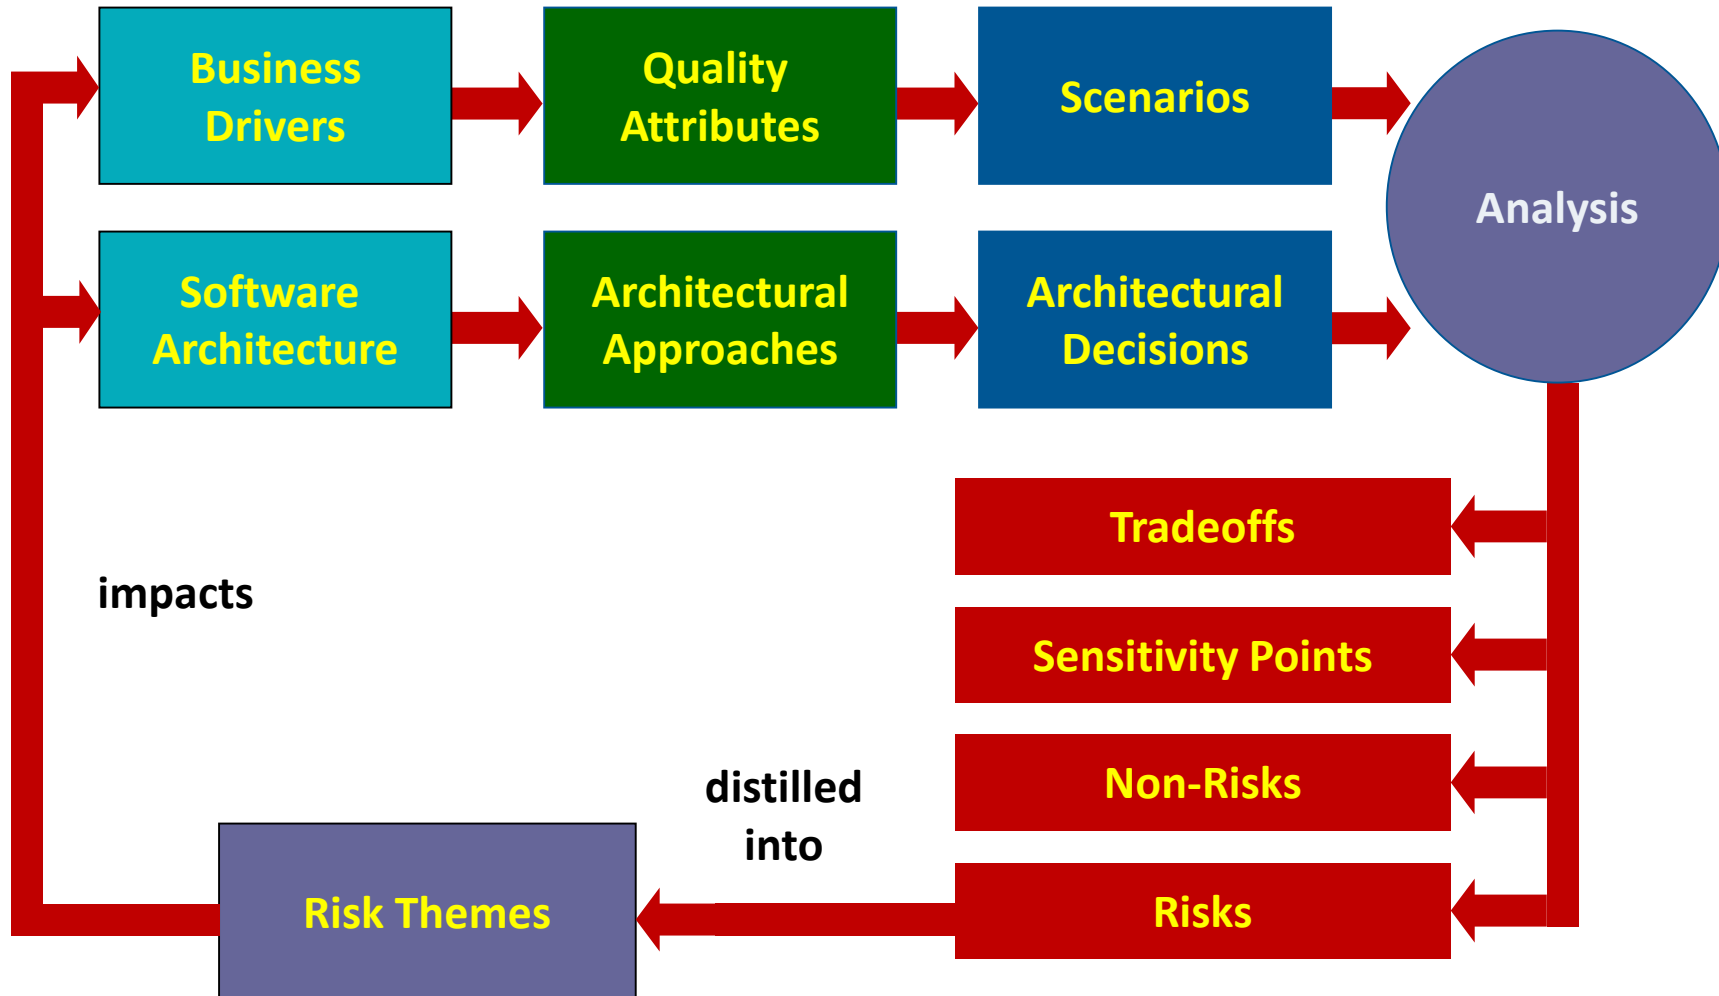 Business
Drivers
Quality
Attributes
Scenarios
Analysis
Software
Architecture
Architectural
Approaches
Architectural
Decisions
Tradeoffs
impacts
Sensitivity Points
Non-Risks
distilled
into
Risk Themes
Risks